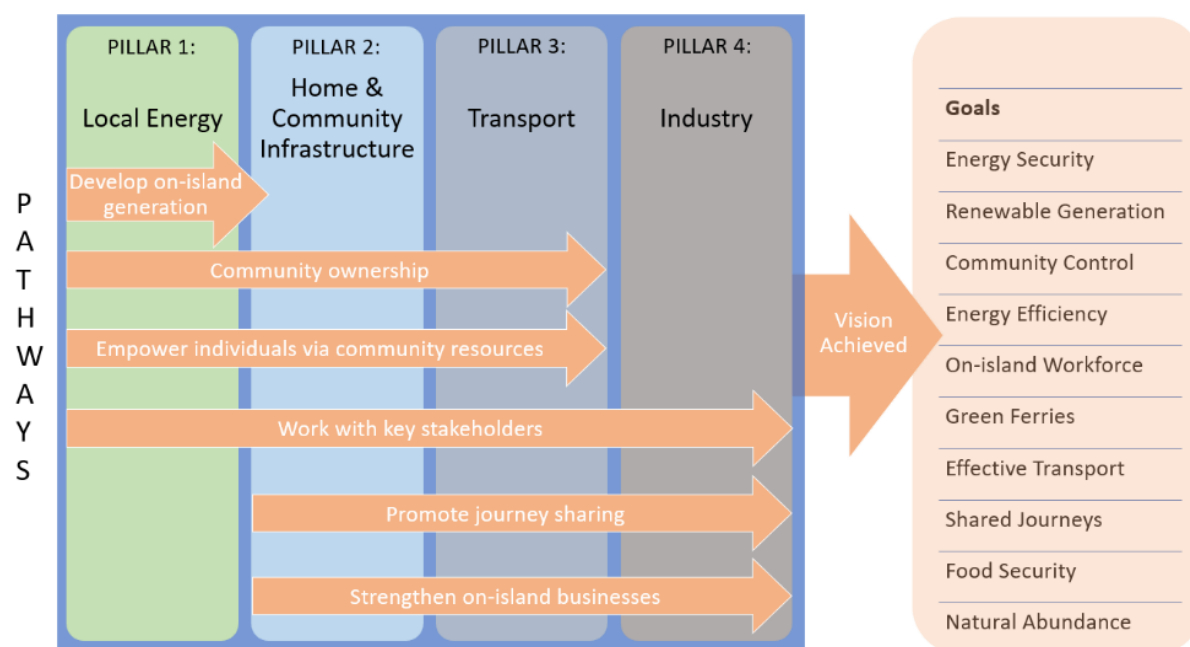 PILLAR 1:
Local Energy
PILLAR 2:
Home &
Community
Infrastructure
PILLAR 3:
Transport
PILLAR 4:
Industry
PATHWAYS
Develop on-island
generation
Community ownership
Empower individuals via community resources
Work with key stakeholders
Promote journey sharing
Strengthen on-island businesses
Vision
Achieved
Goals
Energy Security
Renewable Generation
Community Control
Energy Efficiency
On-island Workforce
Green Ferries
Effective Transport
Shared Journeys
Food Security
Natural Abundance